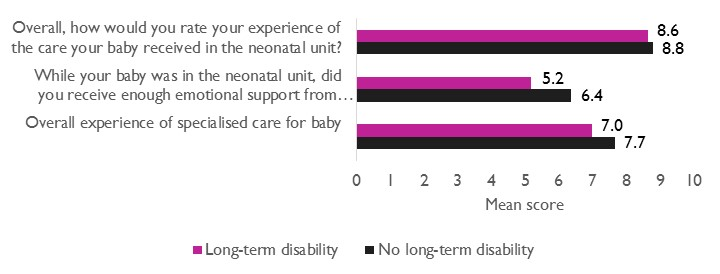 Overall, how would you rate your experience of
the care your baby received in the neonatal unit?
8.6
8.8
While your baby was in the neonatal unit, did
you receive enough emotional support from…
5.2
6.4
Overall experience of specialised care for baby
7.0
7.7
0 1 2 3 4 5 6 7 8 9 10
Mean score
Long-term disability No long-term disability